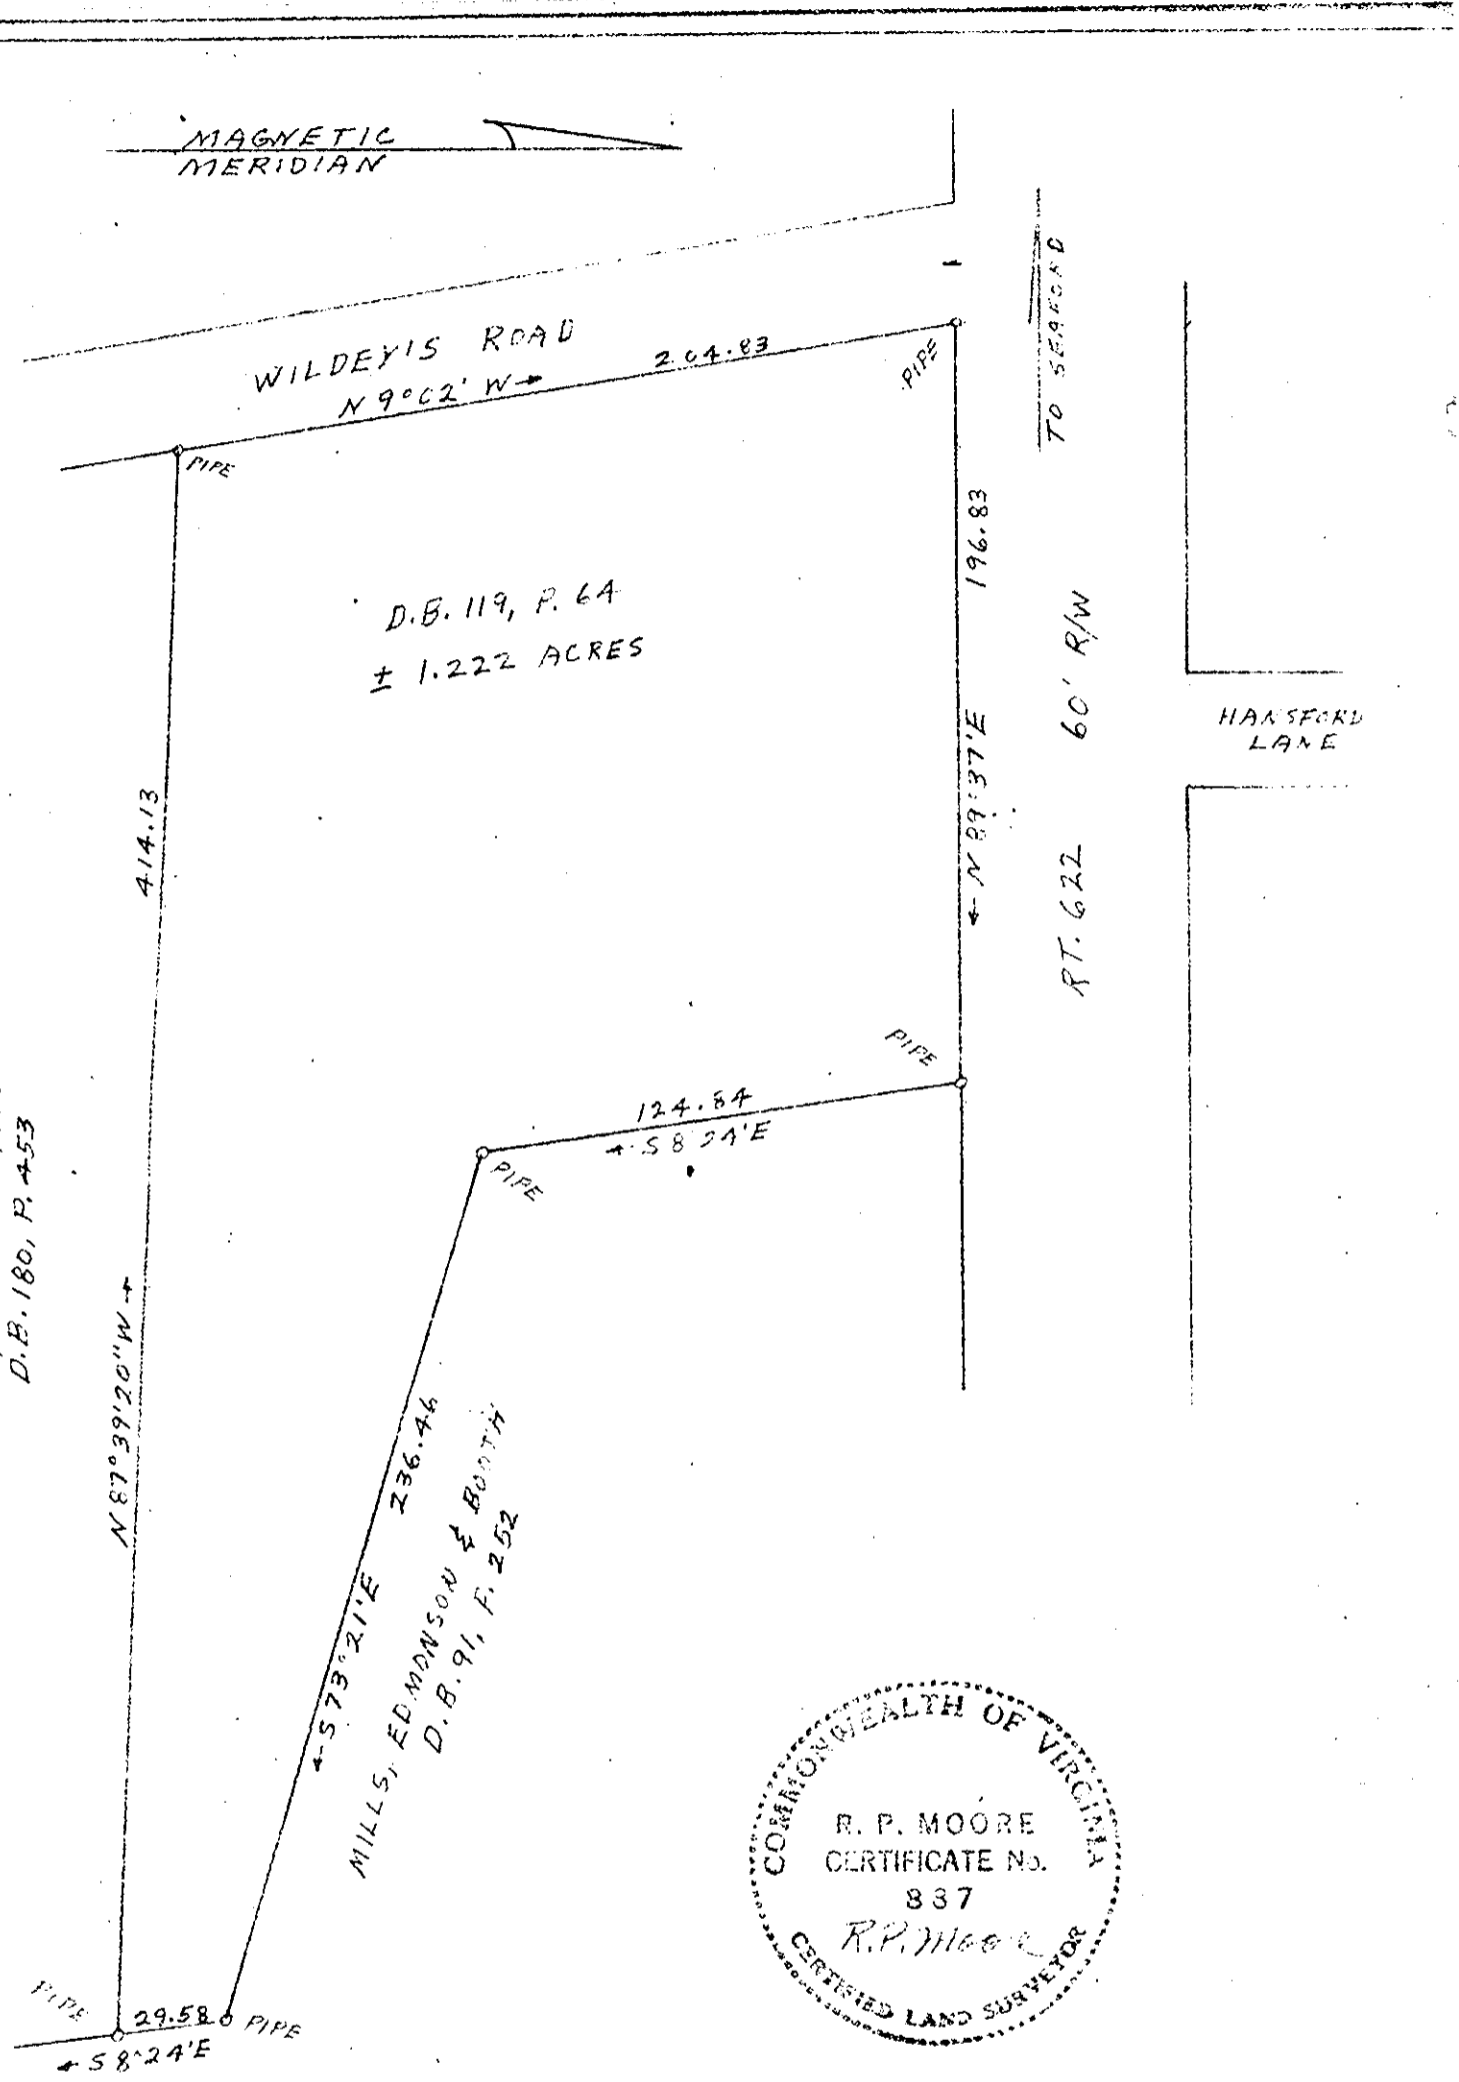 MAGNETIC
MERIDIAN
WILDEY'S ROAD
N 9°02' W →
204.83
PIPE
PIPE
TO SEAFORD
196.83
← N 89°37'E
RT. 622 60' R/W
HANSFORD
LANE
D.B. 119, P. 64
± 1.222 ACRES
414.13
N 87°39'20"W →
D.B. 180, P. 453
PIPE
124.84
← S 8°24'E
PIPE
236.46
← S 73°21'E
MILLS, EDMONSON & BOOTH
D.B. 91, P. 252
PIPE
29.58
PIPE
← S 8°24'E
COMMONWEALTH OF VIRGINIA
R. P. MOORE
CERTIFICATE No.
837
R.P. Moore
CERTIFIED LAND SURVEYOR